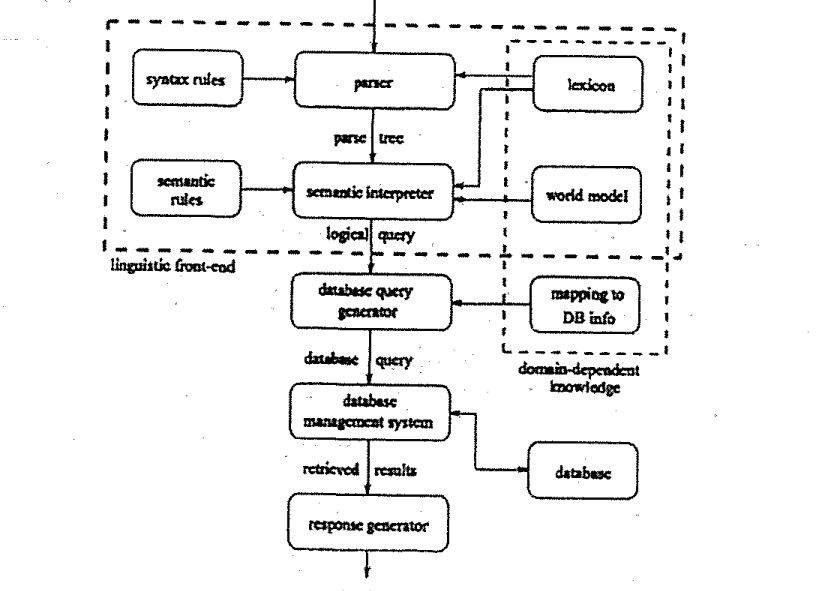 syntax rules
parser
lexicon
parse tree
semantic
rules
semantic interpreter
world model
logical query
linguistic front-end
database query
generator
mapping to
DB info
database query
domain-dependent
knowledge
database
management system
retrieved results
database
response generator